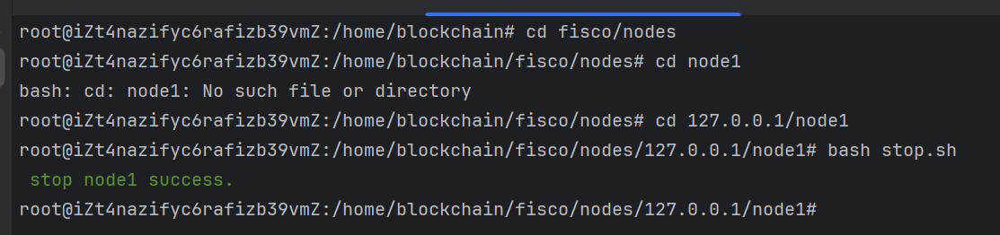 root@iZt4nazifyc6rafizb39vmZ:/home/blockchain# cd fisco/nodes
root@iZt4nazifyc6rafizb39vmZ:/home/blockchain/fisco/nodes# cd node1
bash: cd: node1: No such file or directory
root@iZt4nazifyc6rafizb39vmZ:/home/blockchain/fisco/nodes# cd 127.0.0.1/node1
root@iZt4nazifyc6rafizb39vmZ:/home/blockchain/fisco/nodes/127.0.0.1/node1# bash stop.sh
 stop node1 success.
root@iZt4nazifyc6rafizb39vmZ:/home/blockchain/fisco/nodes/127.0.0.1/node1#